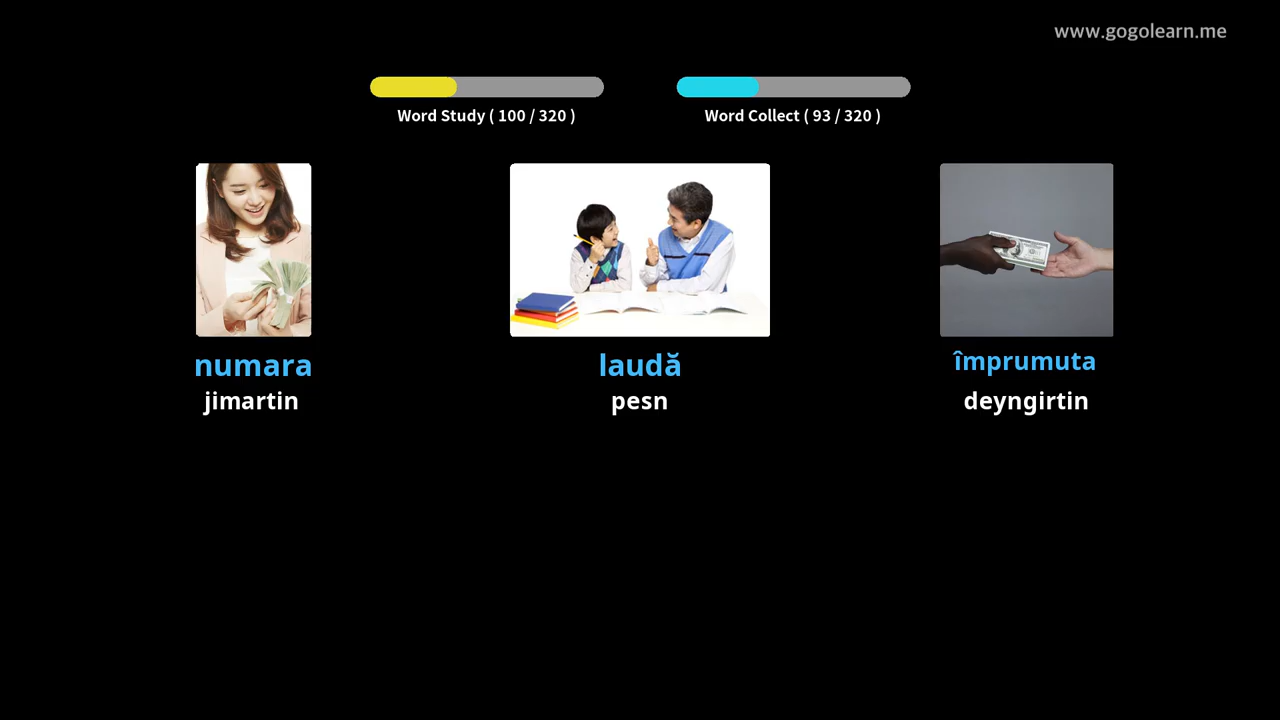 www.gogolearn.me
Word Study ( 100 / 320 )
Word Collect ( 93 / 320 )
numara
jimartin
laudă
pesn
împrumuta
deyngirtin